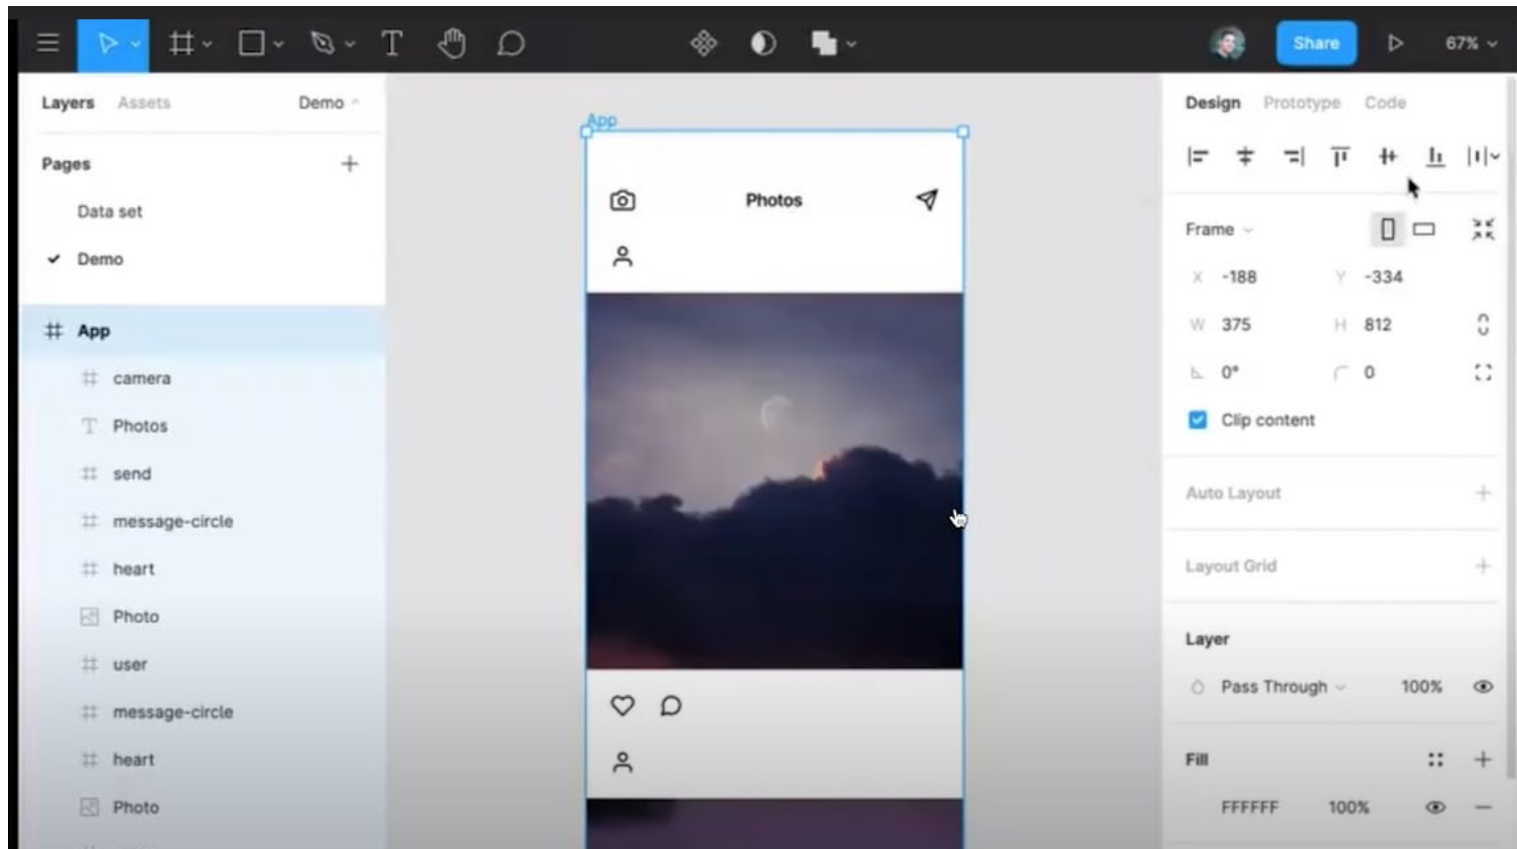 Share
67%
Layers Assets Demo
Pages
Data set
Demo
App
camera
Photos
send
message-circle
heart
Photo
user
message-circle
heart
Photo
App
Photos
Design Prototype Code
Frame
X -188 Y -334
W 375 H 812
0° 0
Clip content
Auto Layout
Layout Grid
Layer
Pass Through 100%
Fill
FFFFFF 100%